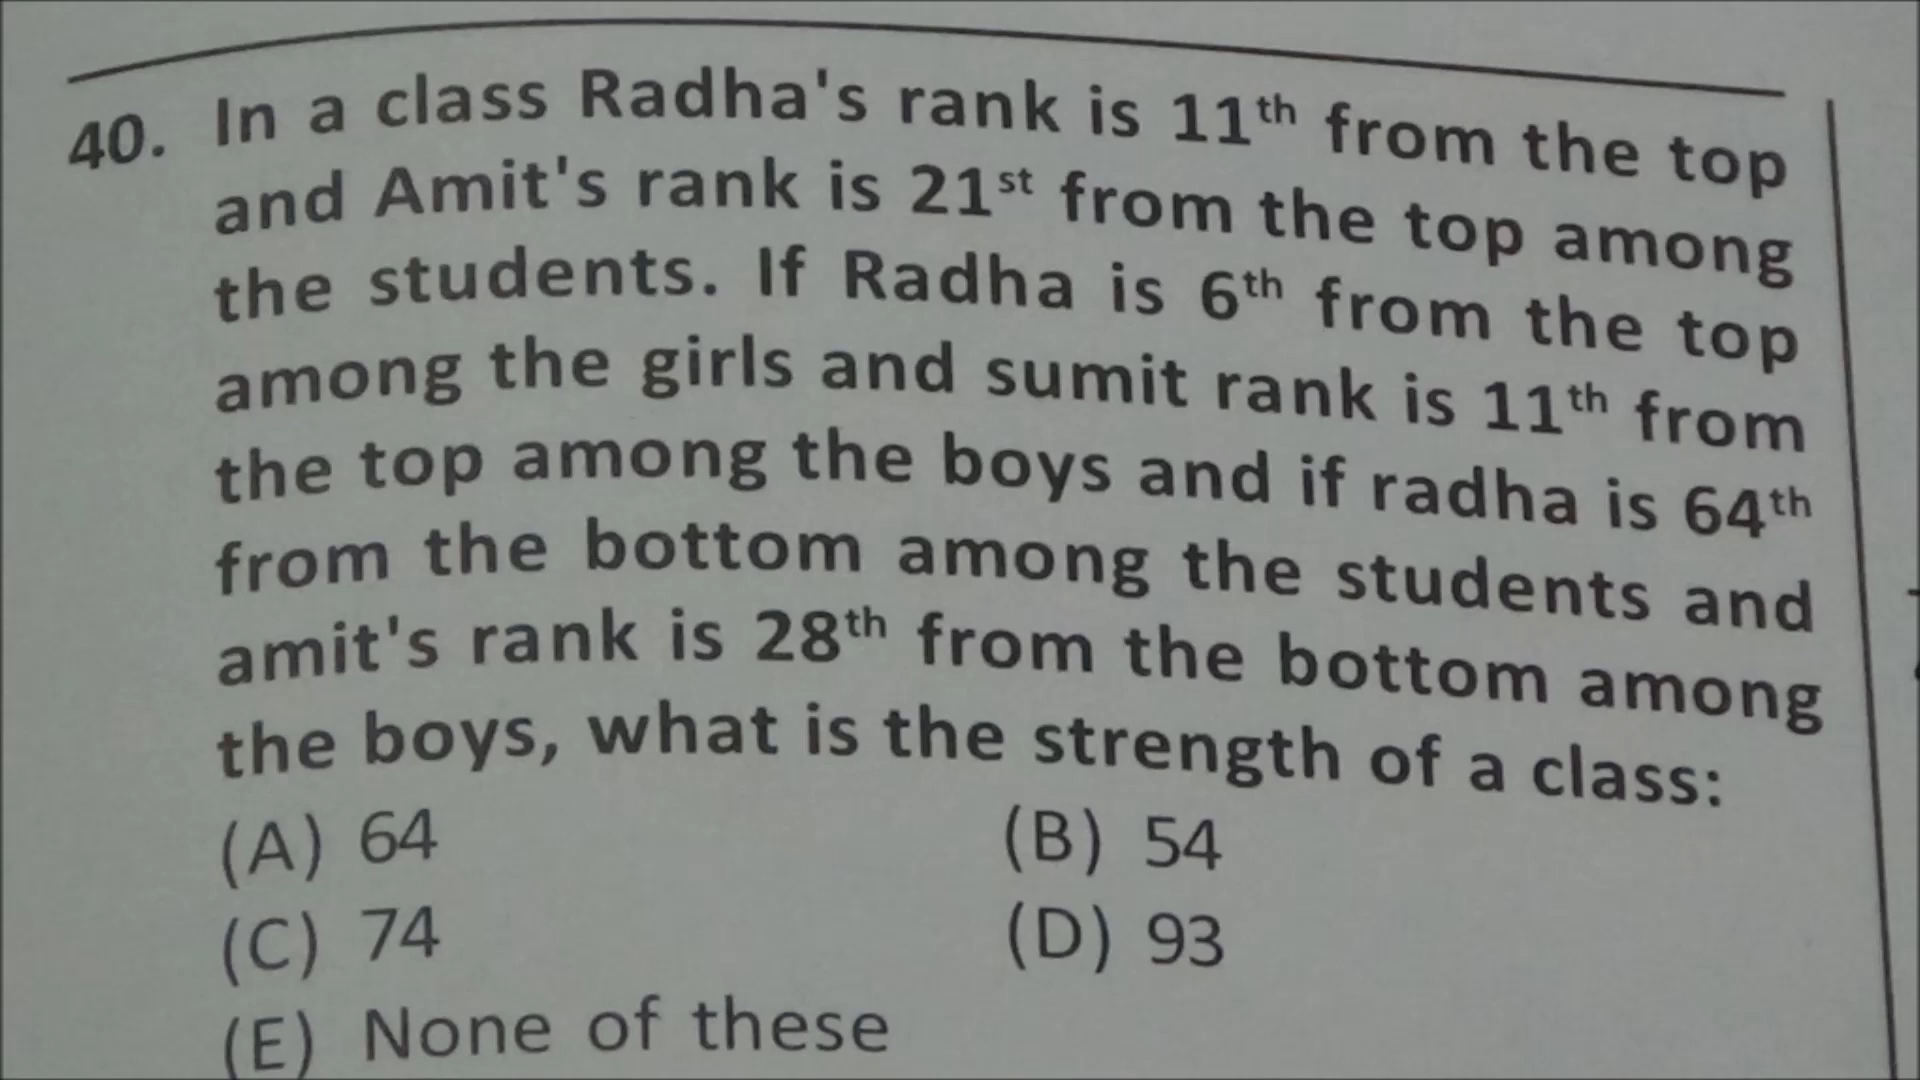 40. In a class Radha's rank is 11th from the top
and Amit's rank is 21st from the top among
the students. If Radha is 6th from the top
among the girls and sumit rank is 11th from
the top among the boys and if radha is 64th
from the bottom among the students and
amit's rank is 28th from the bottom among
the boys, what is the strength of a class:
(A) 64 (B) 54
(C) 74 (D) 93
(E) None of these